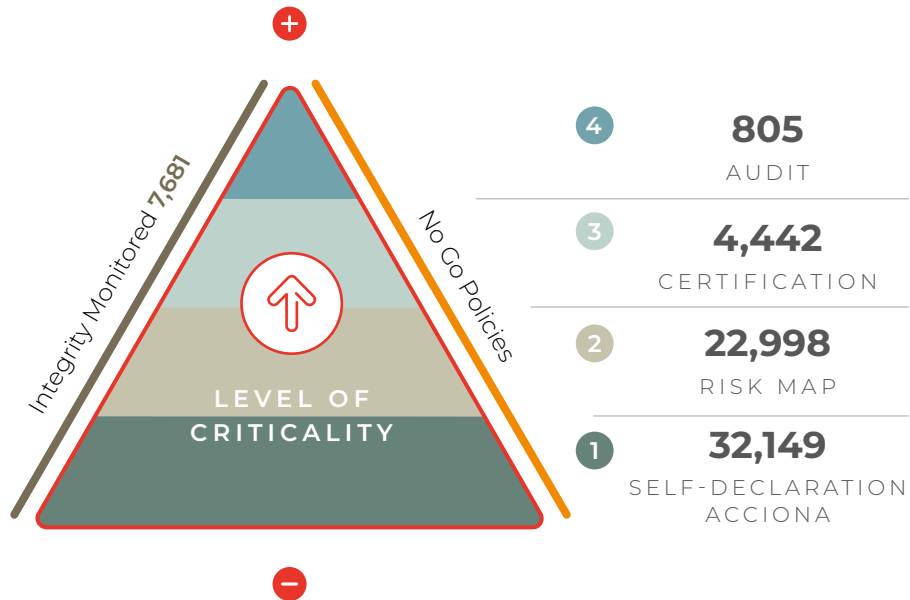 +
Integrity Monitored 7,681
No Go Policies
LEVEL OF
CRITICALITY
4
805
AUDIT
3
4,442
CERTIFICATION
2
22,998
RISK MAP
1
32,149
SELF-DECLARATION
ACCIONA
−